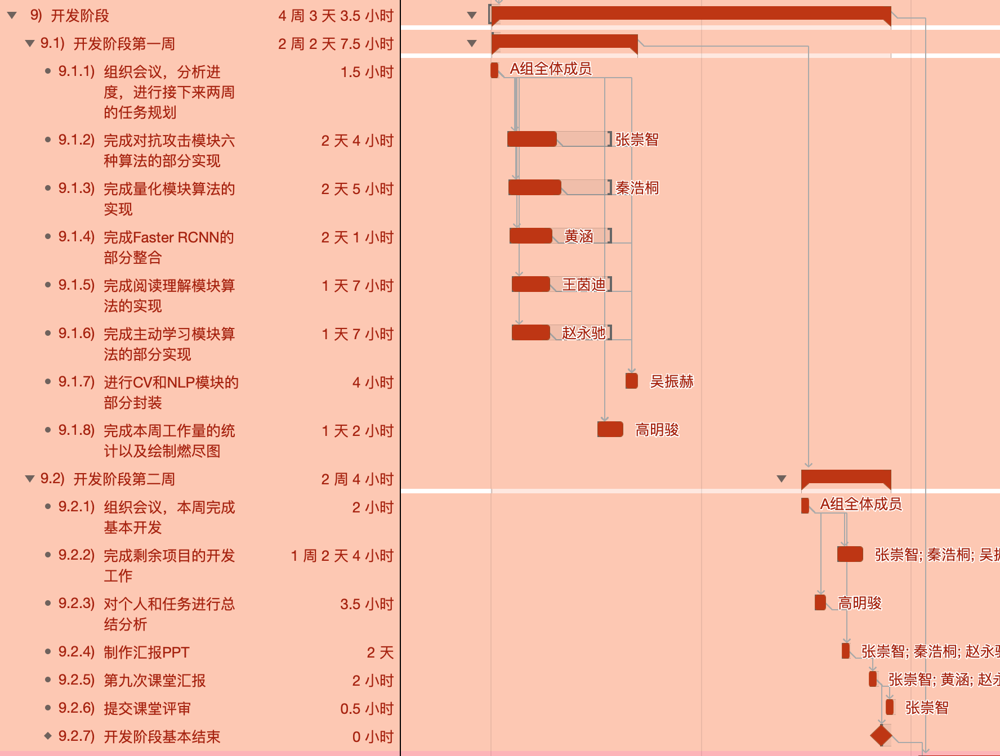 9) 开发阶段 4 周 3 天 3.5 小时
9.1) 开发阶段第一周 2 周 2 天 7.5 小时
9.1.1) 组织会议，分析进 1.5 小时 A组全体成员
度，进行接下来两周
的任务规划
9.1.2) 完成对抗攻击模块六 2 天 4 小时 张崇智
种算法的部分实现
9.1.3) 完成量化模块算法的 2 天 5 小时 秦浩桐
实现
9.1.4) 完成Faster RCNN的 2 天 1 小时 黄涵
部分整合
9.1.5) 完成阅读理解模块算 1 天 7 小时 王茵迪
法的实现
9.1.6) 完成主动学习模块算 1 天 7 小时 赵永驰
法的部分实现
9.1.7) 进行CV和NLP模块的 4 小时 吴振赫
部分封装
9.1.8) 完成本周工作量的统 1 天 2 小时 高明骏
计以及绘制燃尽图
9.2) 开发阶段第二周 2 周 4 小时
9.2.1) 组织会议，本周完成 2 小时 A组全体成员
基本开发
9.2.2) 完成剩余项目的开发 1 周 2 天 4 小时 张崇智; 秦浩桐; 吴
工作
9.2.3) 对个人和任务进行总 3.5 小时 高明骏
结分析
9.2.4) 制作汇报PPT 2 天 张崇智; 秦浩桐; 赵永
9.2.5) 第九次课堂汇报 2 小时 张崇智; 黄涵; 赵永
9.2.6) 提交课堂评审 0.5 小时 张崇智
9.2.7) 开发阶段基本结束 0 小时